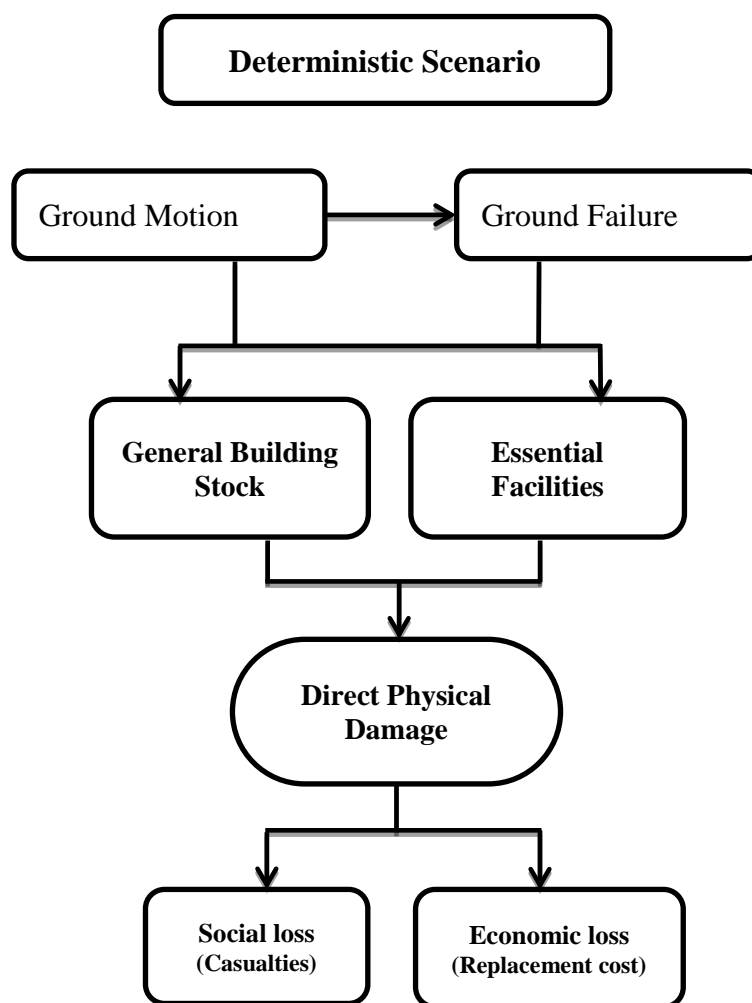 Deterministic Scenario
Ground Motion
Ground Failure
General Building
Stock
Essential
Facilities
Direct Physical
Damage
Social loss
(Casualties)
Economic loss
(Replacement cost)